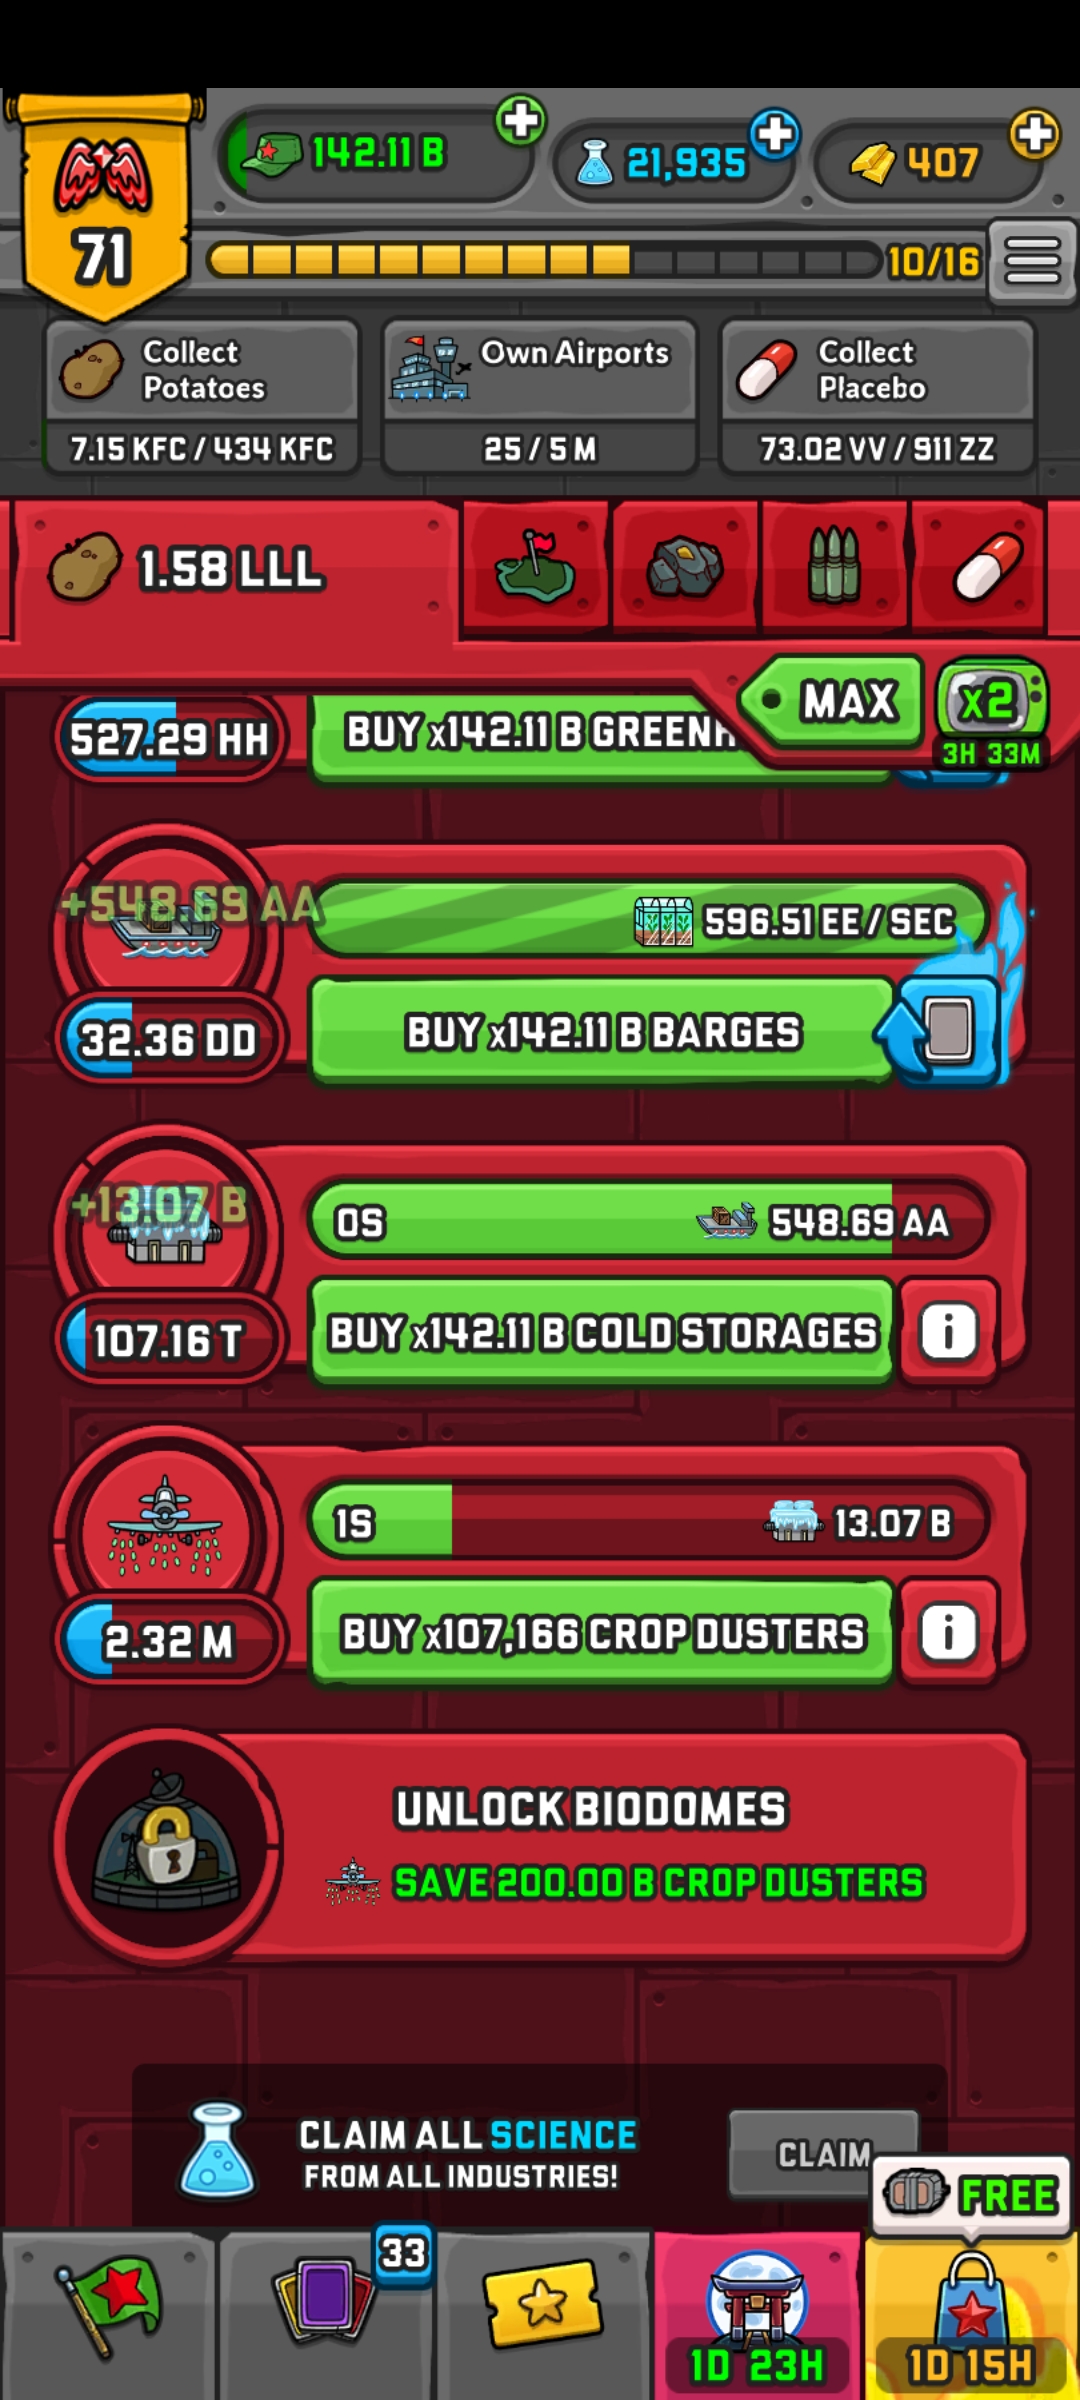 142.11 B
21,935
407
71
10/16
Collect
Potatoes
Own Airports
Collect
Placebo
7.15 KFC / 434 KFC
25 / 5 M
73.02 VV / 911 ZZ
1.58 LLL
MAX
x2
3H 33M
527.29 HH
BUY x142.11 B
+548.69 AA
596.51 EE / SEC
32.36 DD
BUY x142.11 B BARGES
+13.07 B
0S
548.69 AA
107.16 T
BUY x142.11 B COLD STORAGES
i
1S
13.07 B
2.32 M
BUY x107,166 CROP DUSTERS
i
UNLOCK BIODOMES
SAVE 200.00 B CROP DUSTERS
CLAIM ALL SCIENCE
FROM ALL INDUSTRIES!
CLAIM
FREE
33
1D 23H
1D 15H